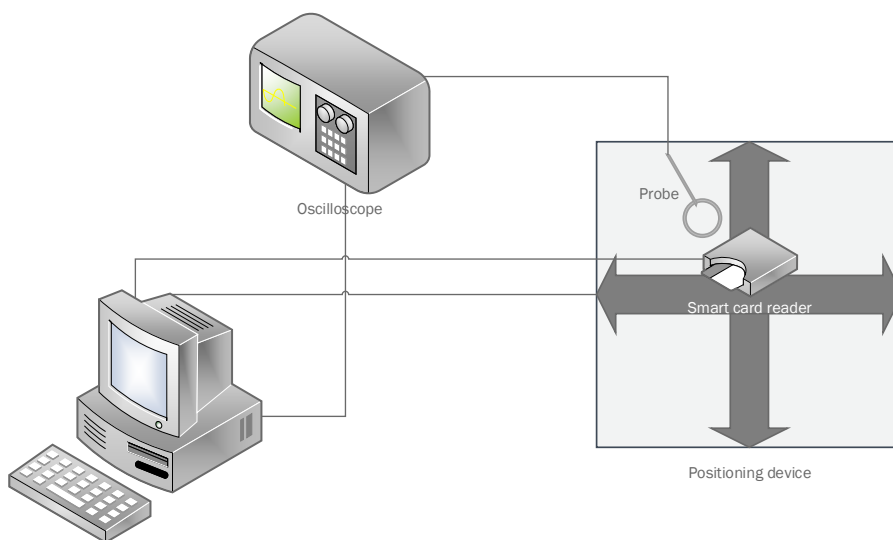 Oscilloscope
Probe
Smart card reader
Positioning device